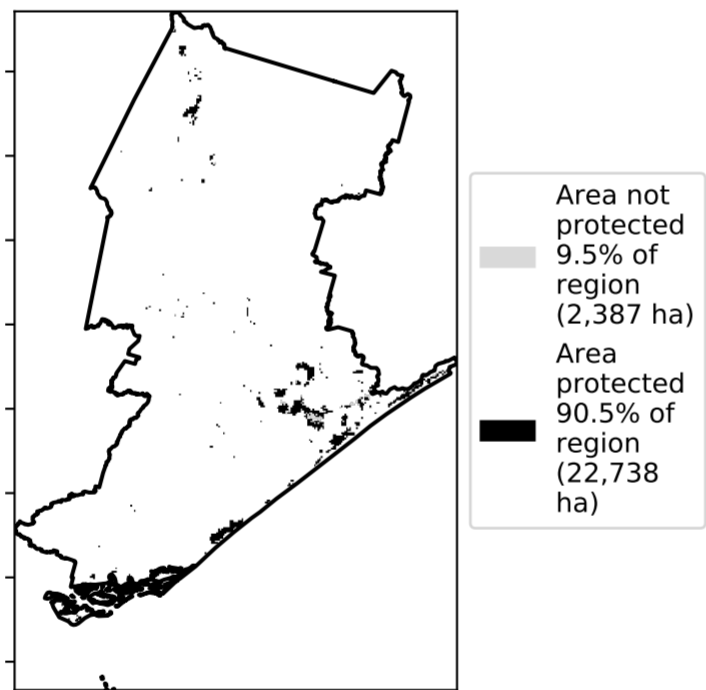 Area not
protected
9.5% of
region
(2,387 ha)
Area
protected
90.5% of
region
(22,738
ha)